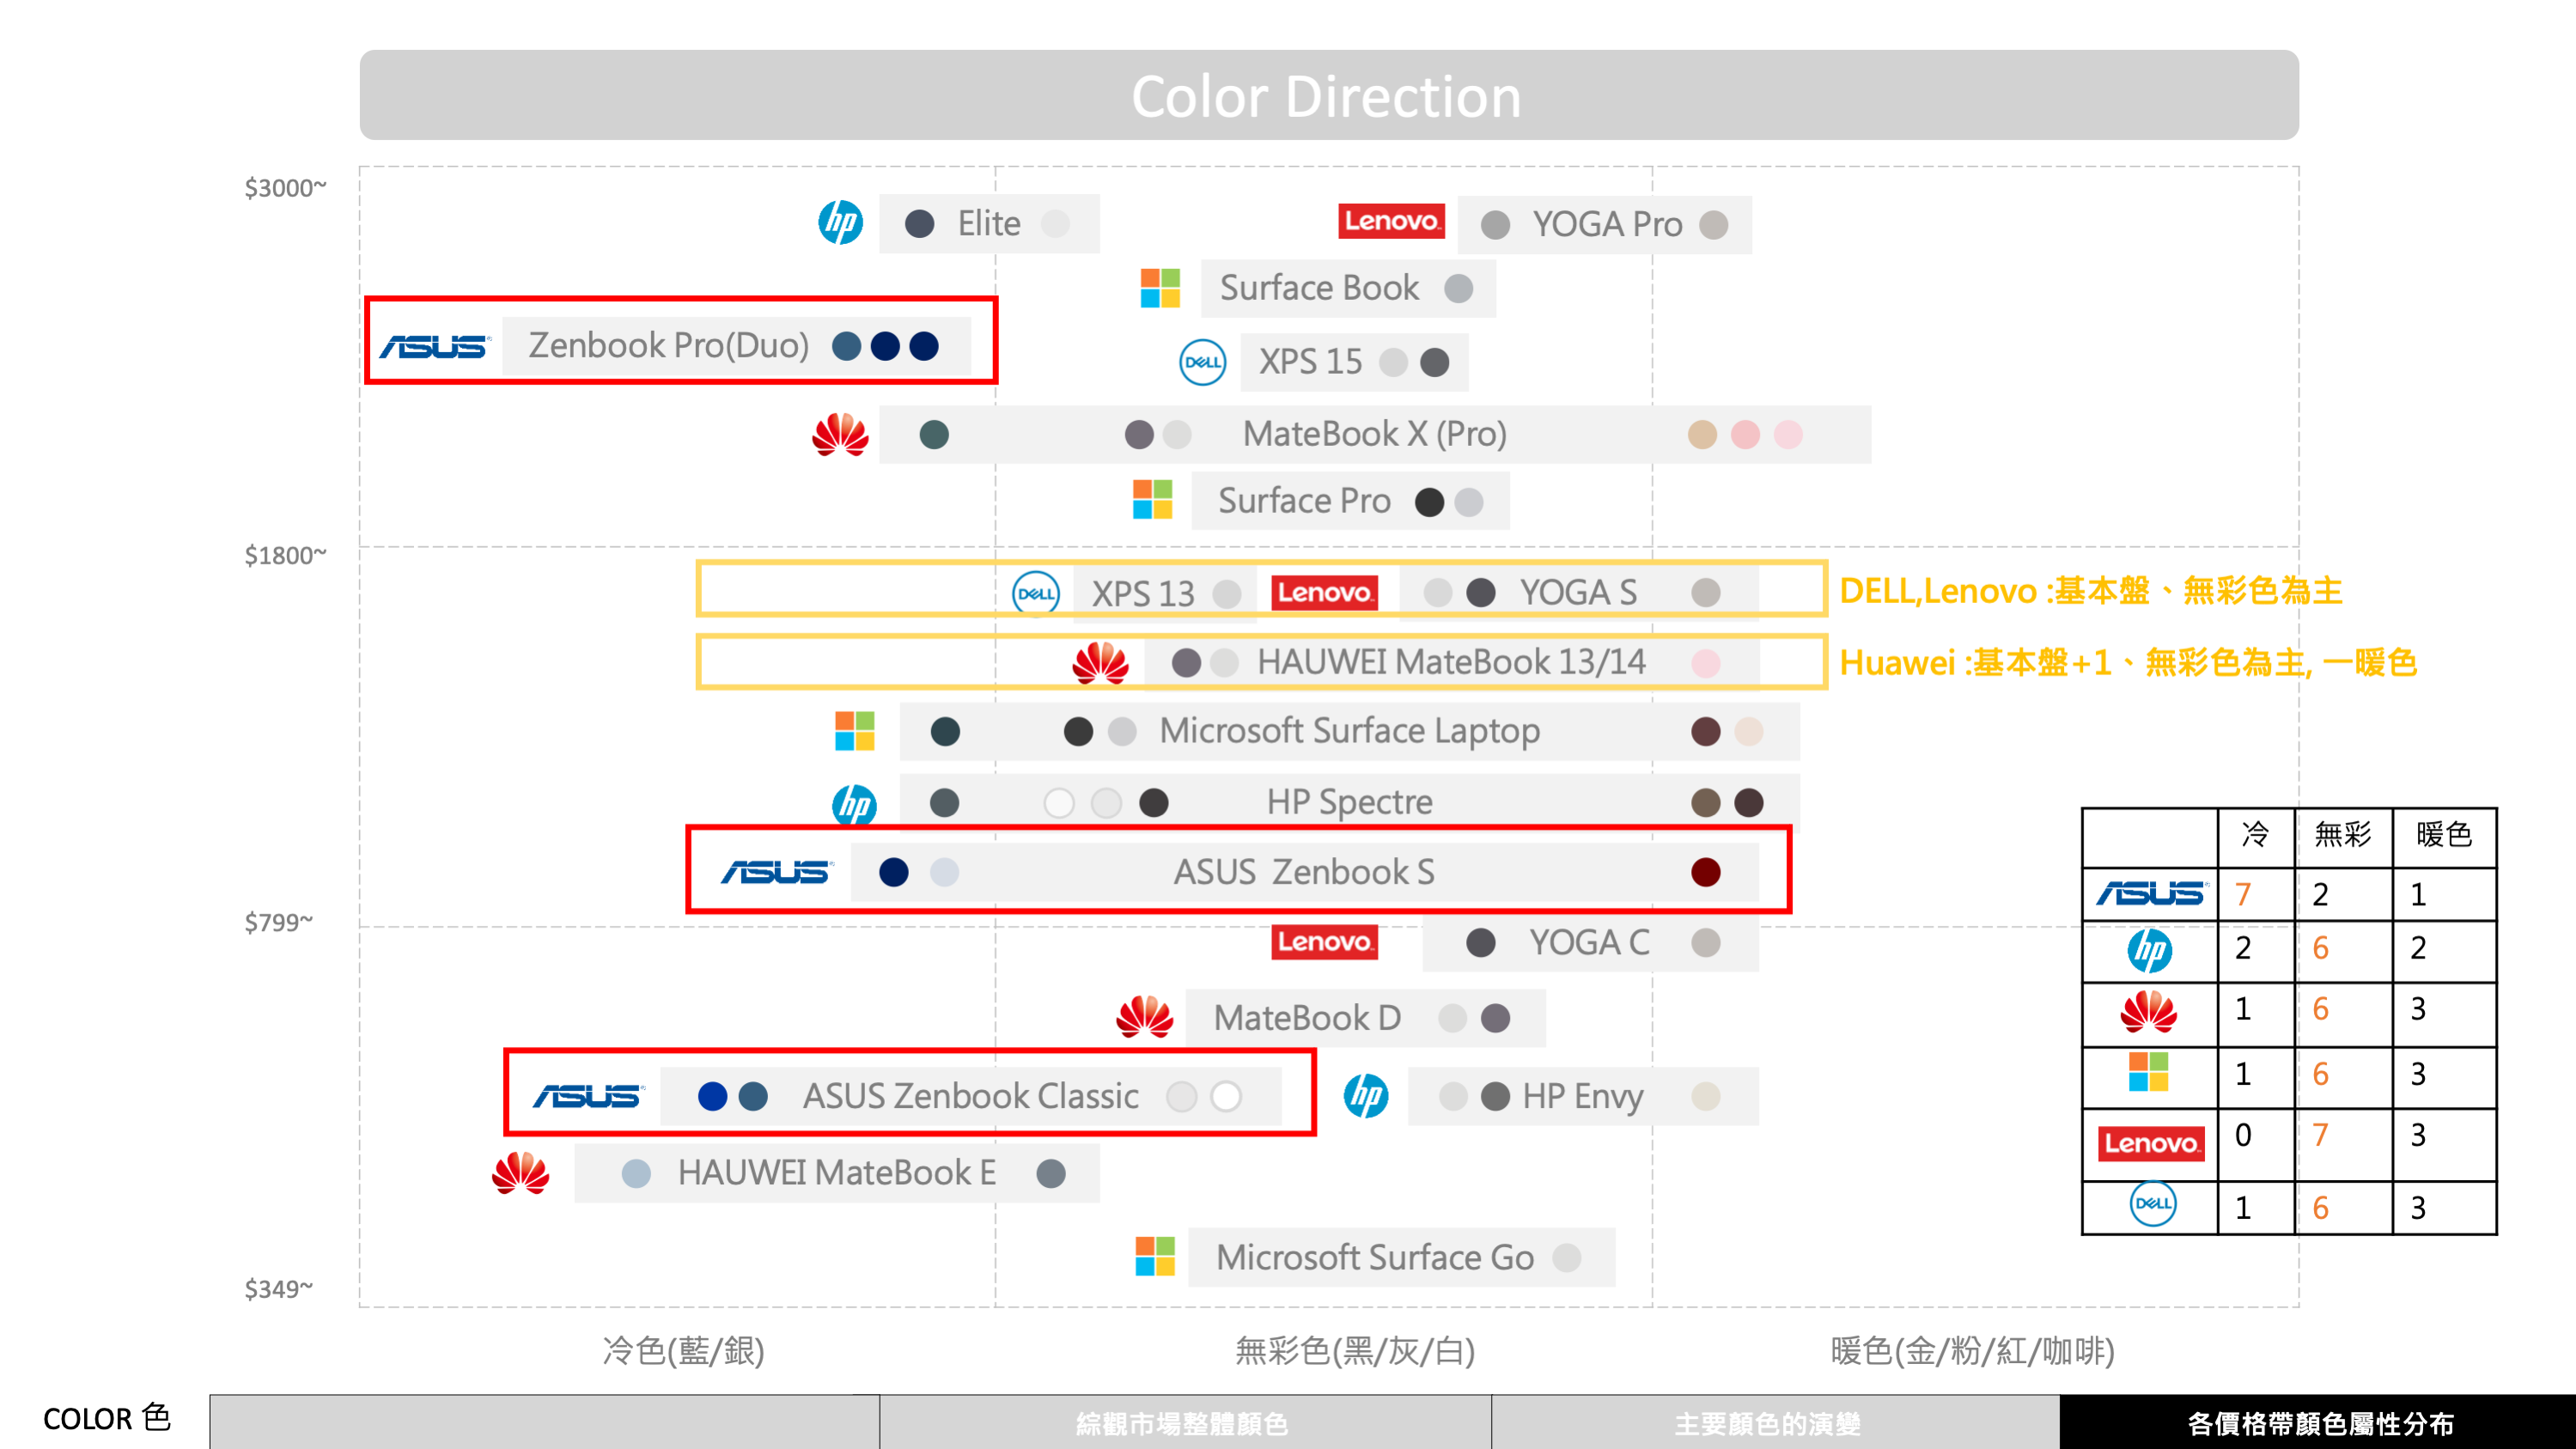 Color Direction
$3000~
hp Elite
Lenovo YOGA Pro
Surface Book
ASUS Zenbook Pro(Duo)
DELL XPS 15
MateBook X (Pro)
Surface Pro
$1800~
DELL XPS 13 Lenovo YOGA S
DELL,Lenovo :基本盤、無彩色為主
HAUWEI MateBook 13/14
Huawei :基本盤+1、無彩色為主, 一暖色
Microsoft Surface Laptop
hp HP Spectre
ASUS ASUS Zenbook S
$799~
Lenovo YOGA C
MateBook D
ASUS ASUS Zenbook Classic
hp HP Envy
HAUWEI MateBook E
Microsoft Surface Go
$349~
冷 無彩 暖色
ASUS 7 2 1
hp 2 6 2
1 6 3
1 6 3
Lenovo 0 7 3
DELL 1 6 3
冷色(藍/銀) 無彩色(黑/灰/白) 暖色(金/粉/紅/咖啡)
COLOR 色 綜觀市場整體顏色 主要顏色的演變 各價格帶顏色屬性分布